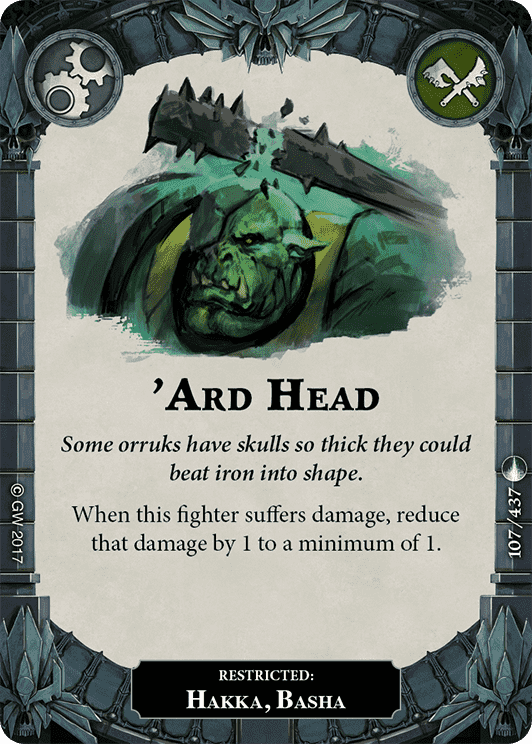 ’Ard Head
Some orruks have skulls so thick they could
beat iron into shape.
When this fighter suffers damage, reduce
that damage by 1 to a minimum of 1.
© GW 2017
107/437
RESTRICTED:
Hakka, Basha